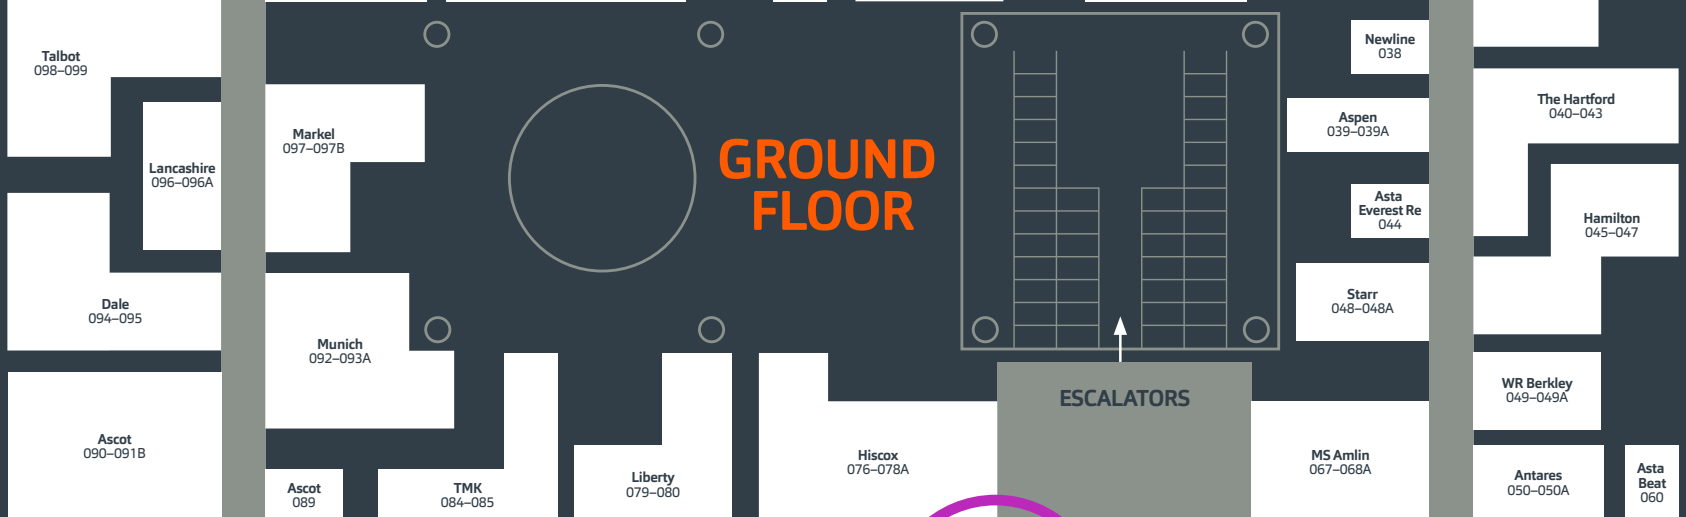 Talbot
098–099
Lancashire
096–096A
Dale
094–095
Ascot
090–091B
Markel
097–097B
Munich
092–093A
Ascot
089
TMK
084–085
Liberty
079–080
GROUND
FLOOR
Hiscox
076–078A
ESCALATORS
Newline
038
Aspen
039–039A
Asta
Everest Re
044
Starr
048–048A
MS Amlin
067–068A
The Hartford
040–043
Hamilton
045–047
WR Berkley
049–049A
Antares
050–050A
Asta
Beat
060